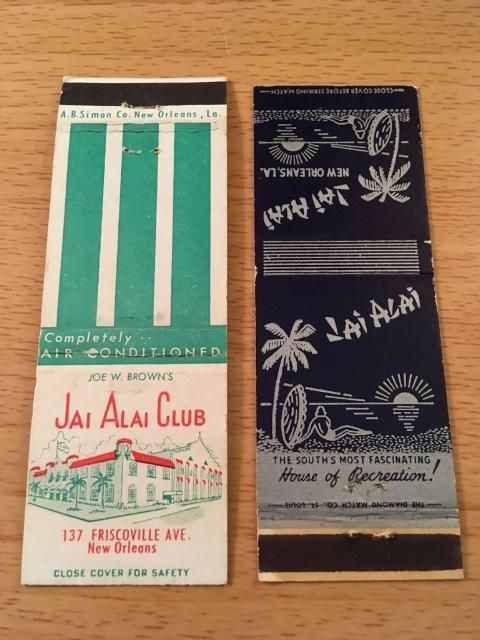 A.B.Simon Co. New Orleans, La.
Completely..
AIR CONDITIONED
JOE W. BROWN'S
JAI ALAI CLUB
137 FRISCOVILLE AVE.
New Orleans
CLOSE COVER FOR SAFETY
CLOSE COVER BEFORE STRIKING MATCH
NEW ORLEANS, LA.
JAI ALAI
JAI ALAI
THE SOUTH'S MOST FASCINATING
House of Recreation!
THE DIAMOND MATCH CO. ST. LOUIS